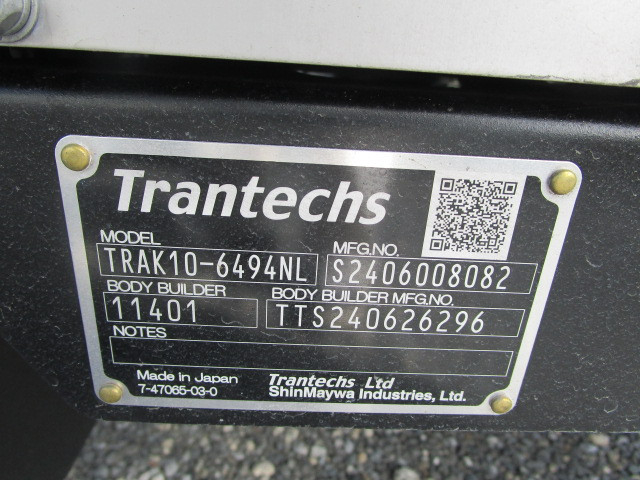 Trantechs
MODEL MFG.NO.
TRAK10-6494NL S2406008082
BODY BUILDER BODY BUILDER MFG.NO.
11401 TTS240626296
NOTES
Made in Japan Trantechs Ltd
7-47065-03-0 ShinMaywa Industries, Ltd.